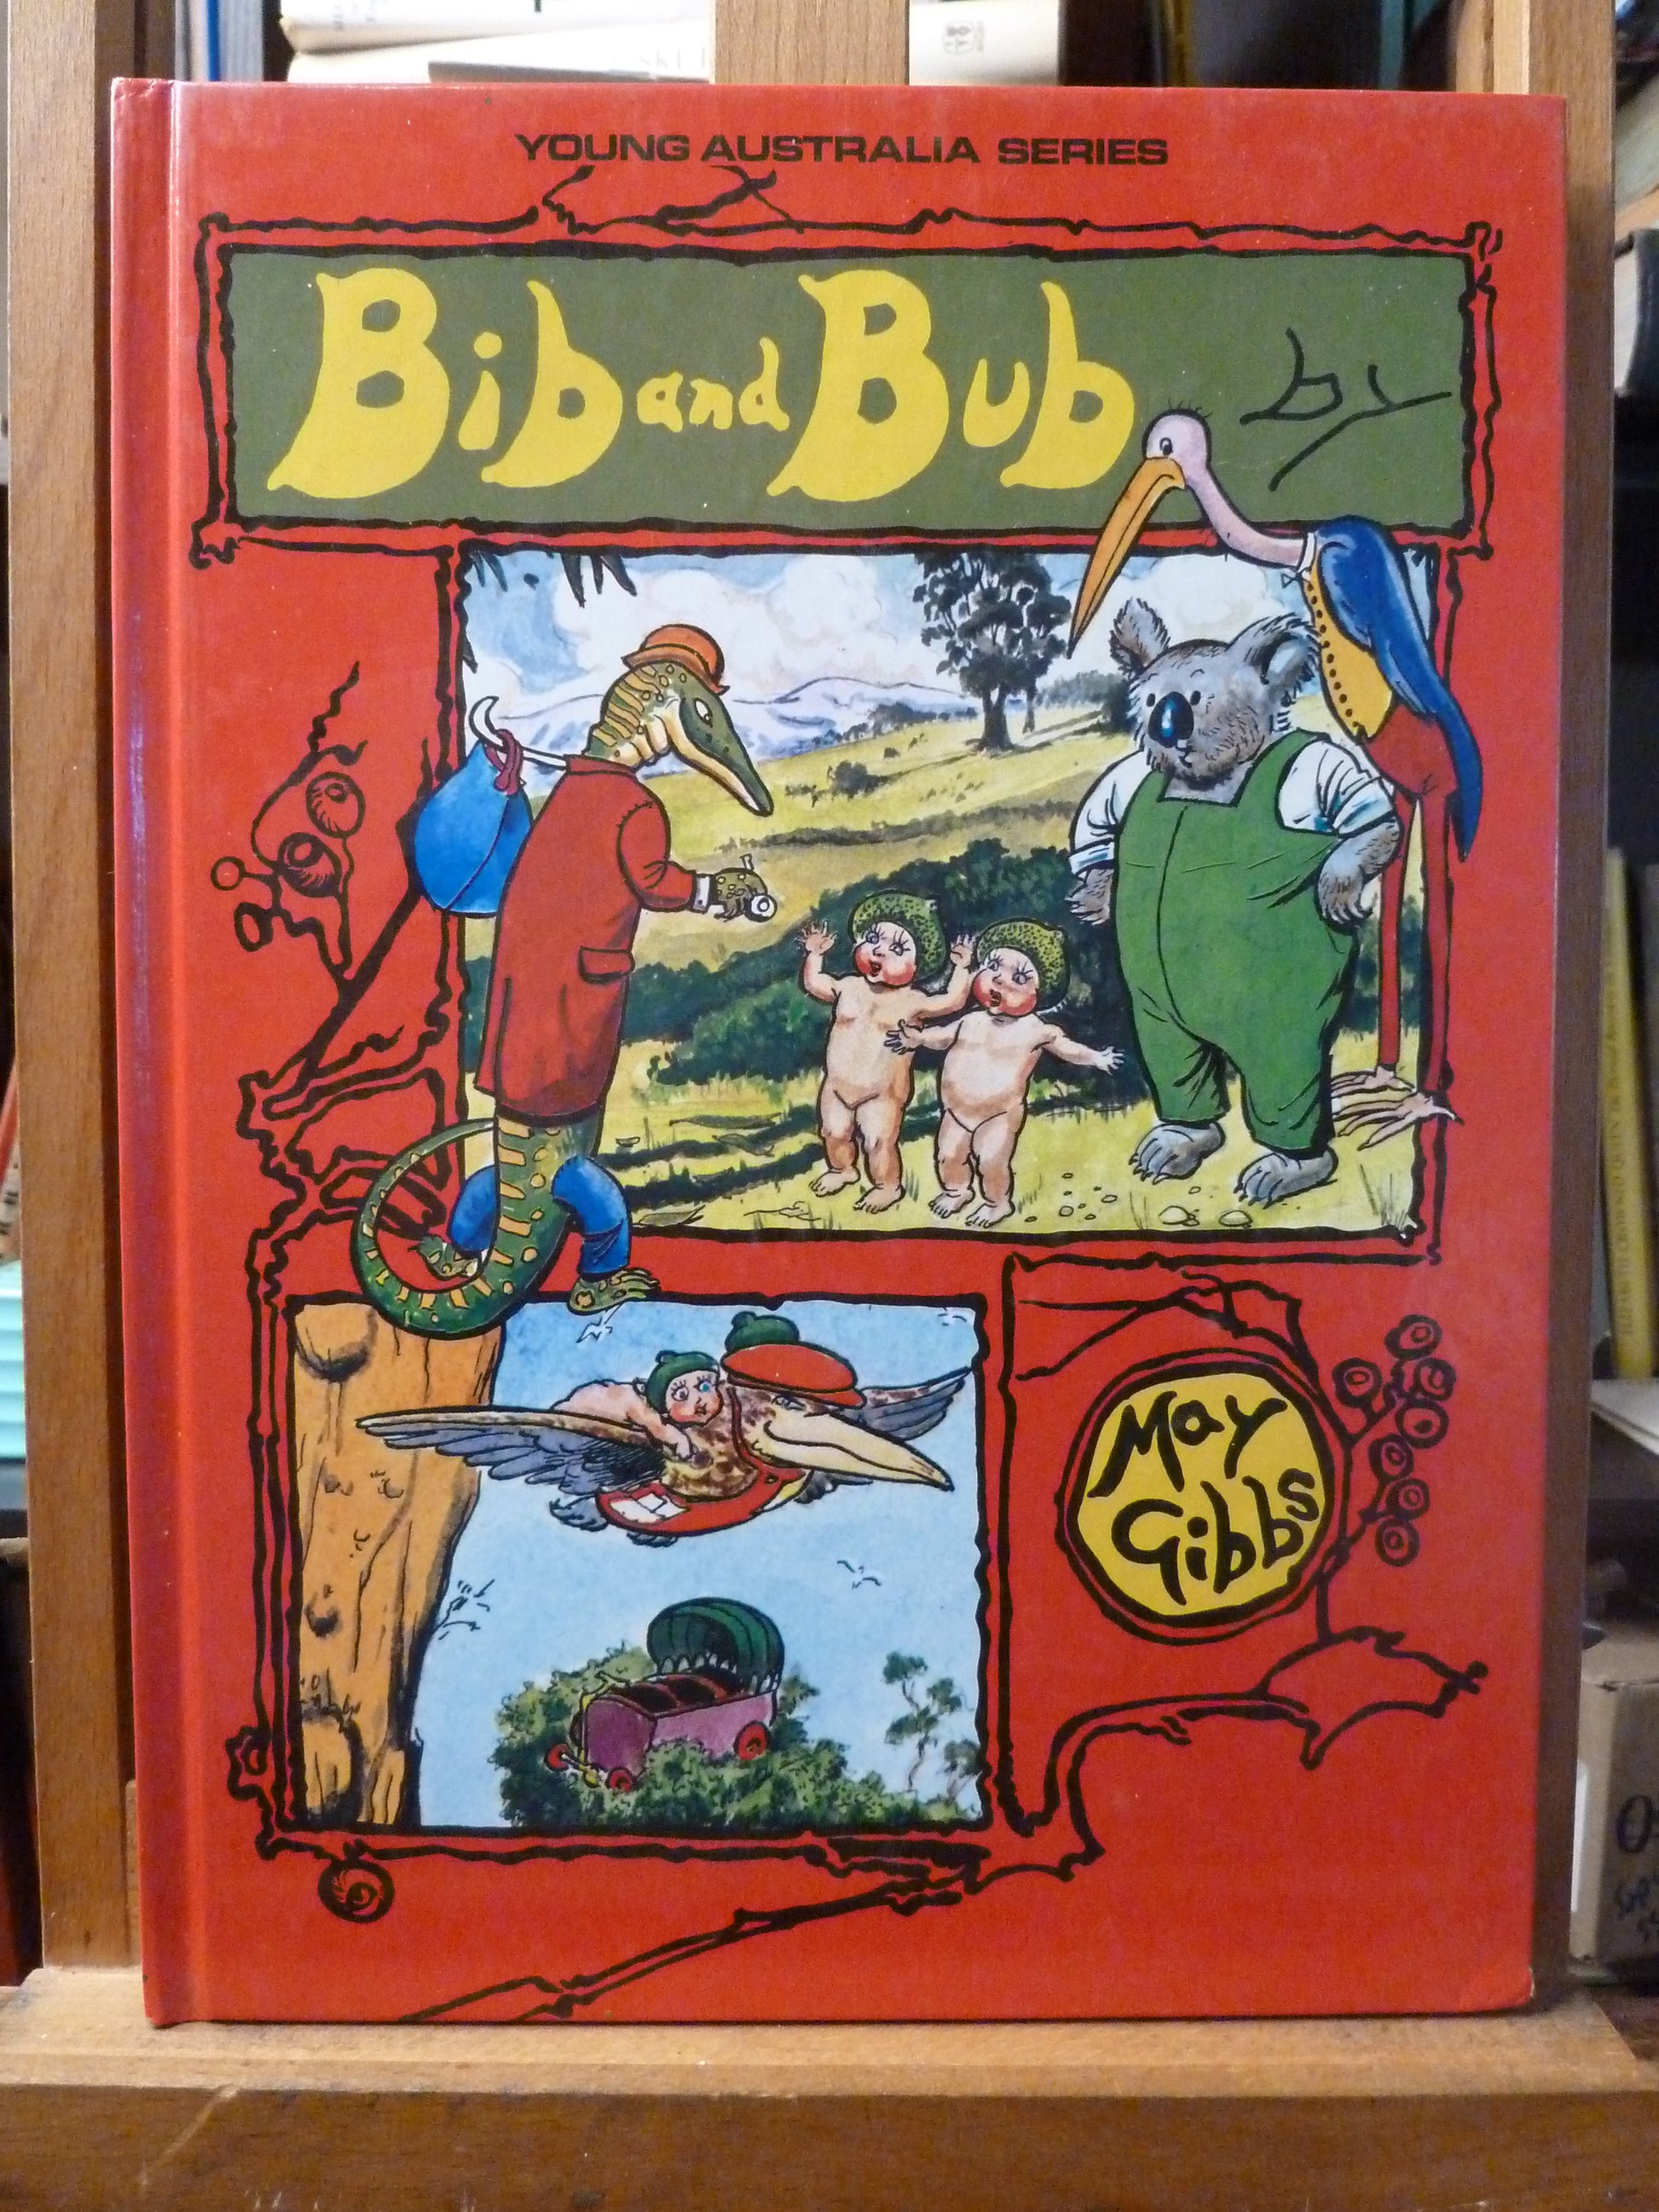 YOUNG AUSTRALIA SERIES
Bib and Bub by
May
Gibbs